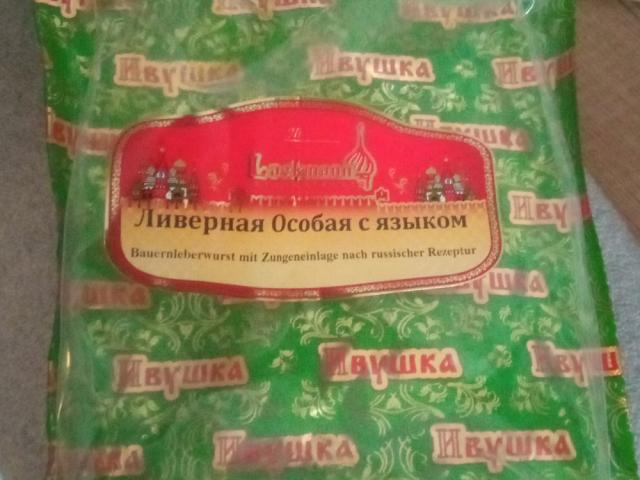 Ивушка
Ивушка Ивушка Ивушка
Lackmann
Ивушка
Ливерная Особая с языком
Bauernleberwurst mit Zungeneinlage nach russischer Rezeptur
Ивушка Ивушка Ивушка
Ивушка Ивушка